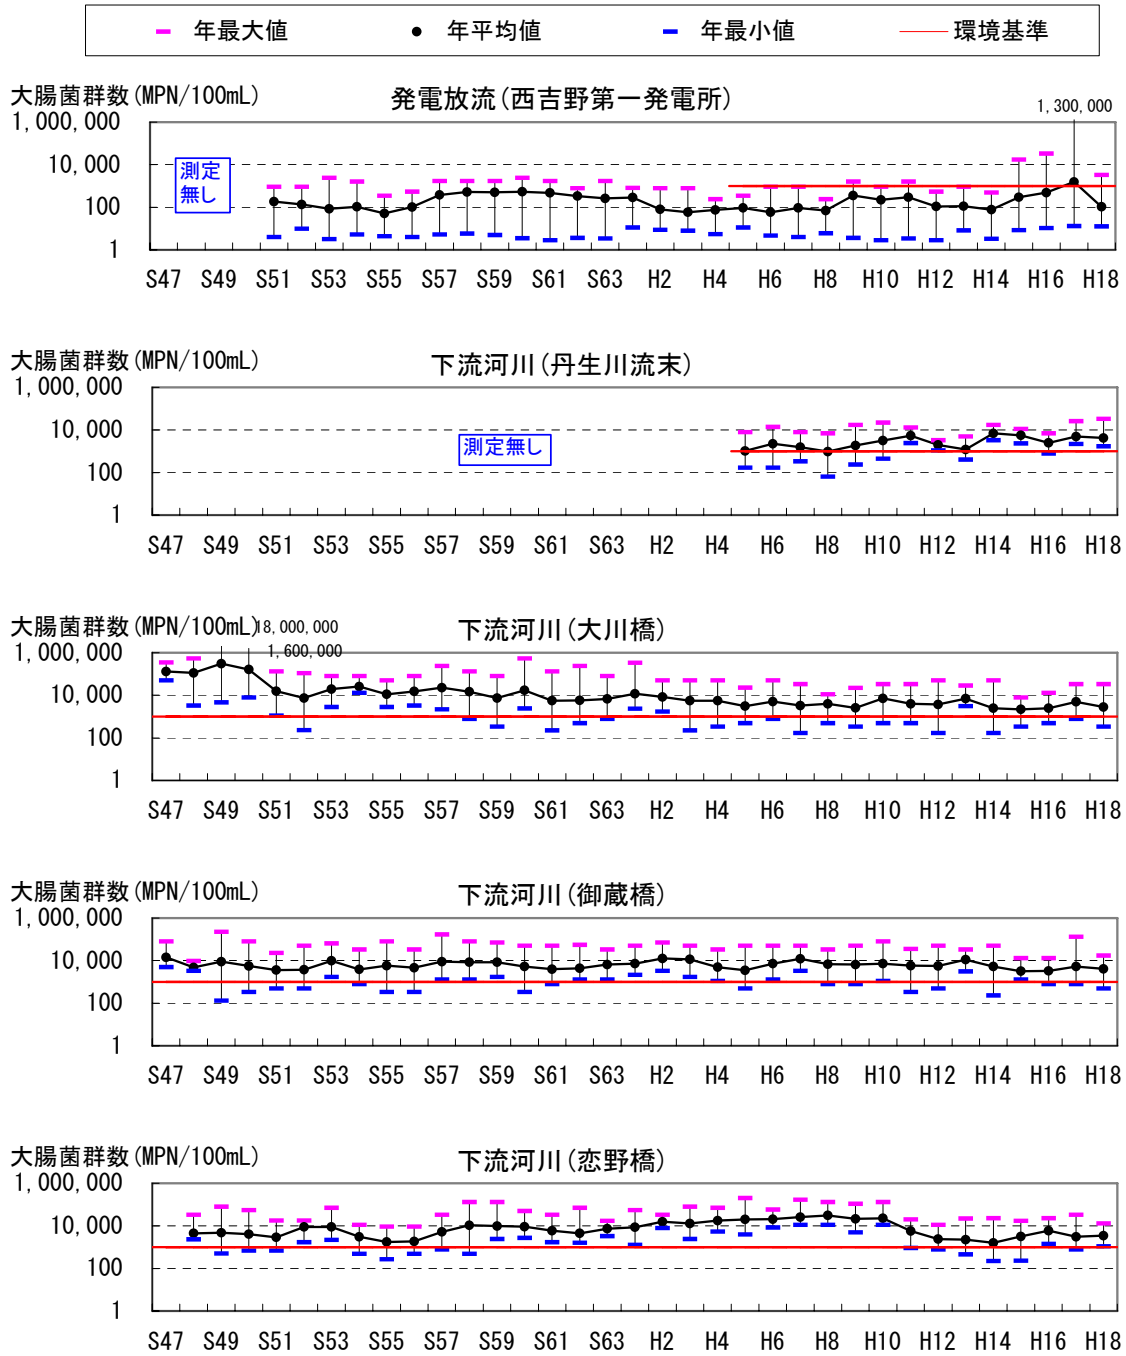 年最大値 年平均値 年最小値 環境基準
大腸菌群数(MPN/100mL) 発電放流(西吉野第一発電所)
1,300,000
1,000,000
10,000
100
1
測定
無し
S47 S49 S51 S53 S55 S57 S59 S61 S63 H2 H4 H6 H8 H10 H12 H14 H16 H18
大腸菌群数(MPN/100mL) 下流河川(丹生川流末)
1,000,000
10,000
100
1
測定無し
S47 S49 S51 S53 S55 S57 S59 S61 S63 H2 H4 H6 H8 H10 H12 H14 H16 H18
大腸菌群数(MPN/100mL) 18,000,000 下流河川(大川橋)
1,600,000
1,000,000
10,000
100
1
S47 S49 S51 S53 S55 S57 S59 S61 S63 H2 H4 H6 H8 H10 H12 H14 H16 H18
大腸菌群数(MPN/100mL) 下流河川(御蔵橋)
1,000,000
10,000
100
1
S47 S49 S51 S53 S55 S57 S59 S61 S63 H2 H4 H6 H8 H10 H12 H14 H16 H18
大腸菌群数(MPN/100mL) 下流河川(恋野橋)
1,000,000
10,000
100
1
S47 S49 S51 S53 S55 S57 S59 S61 S63 H2 H4 H6 H8 H10 H12 H14 H16 H18